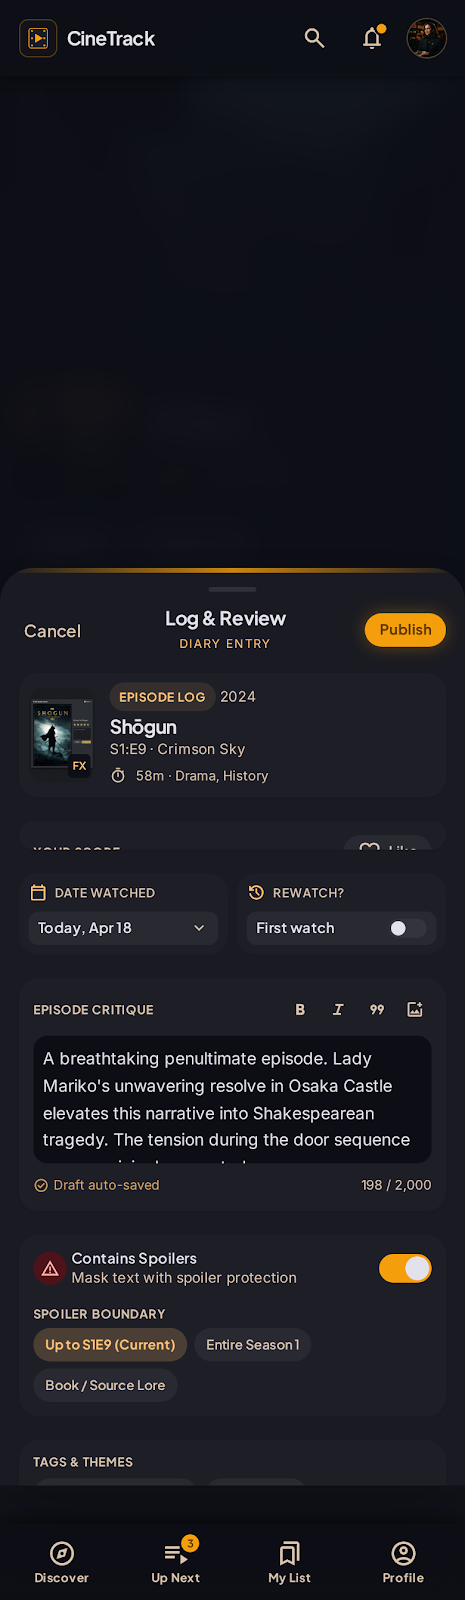 CineTrack
Cancel
Log & Review
DIARY ENTRY
Publish
EPISODE LOG 2024
Shōgun
S1:E9 · Crimson Sky
58m · Drama, History
SHŌGUN
FX
YOUR SCORE
Like
DATE WATCHED
Today, Apr 18
REWATCH?
First watch
EPISODE CRITIQUE
B I 99
A breathtaking penultimate episode. Lady
Mariko's unwavering resolve in Osaka Castle
elevates this narrative into Shakespearean
tragedy. The tension during the door sequence
Draft auto-saved
198 / 2,000
Contains Spoilers
Mask text with spoiler protection
SPOILER BOUNDARY
Up to S1E9 (Current)
Entire Season 1
Book / Source Lore
TAGS & THEMES
Discover
3
Up Next
My List
Profile